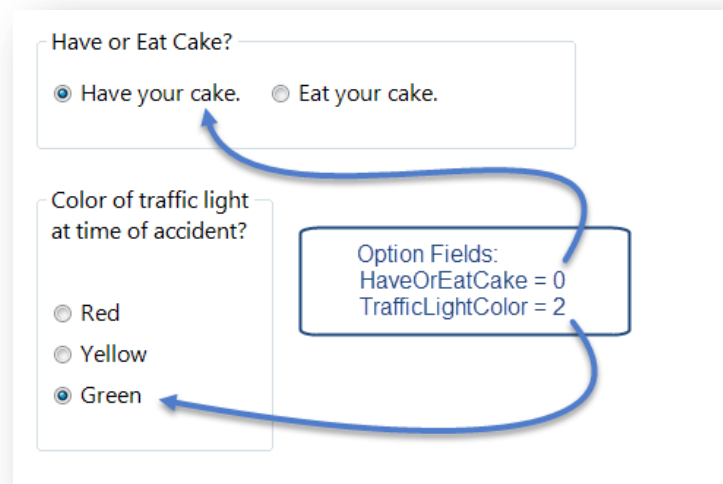 Have or Eat Cake?
Have your cake. Eat your cake.
Color of traffic light
at time of accident?
Option Fields:
HaveOrEatCake = 0
TrafficLightColor = 2
Red
Yellow
Green